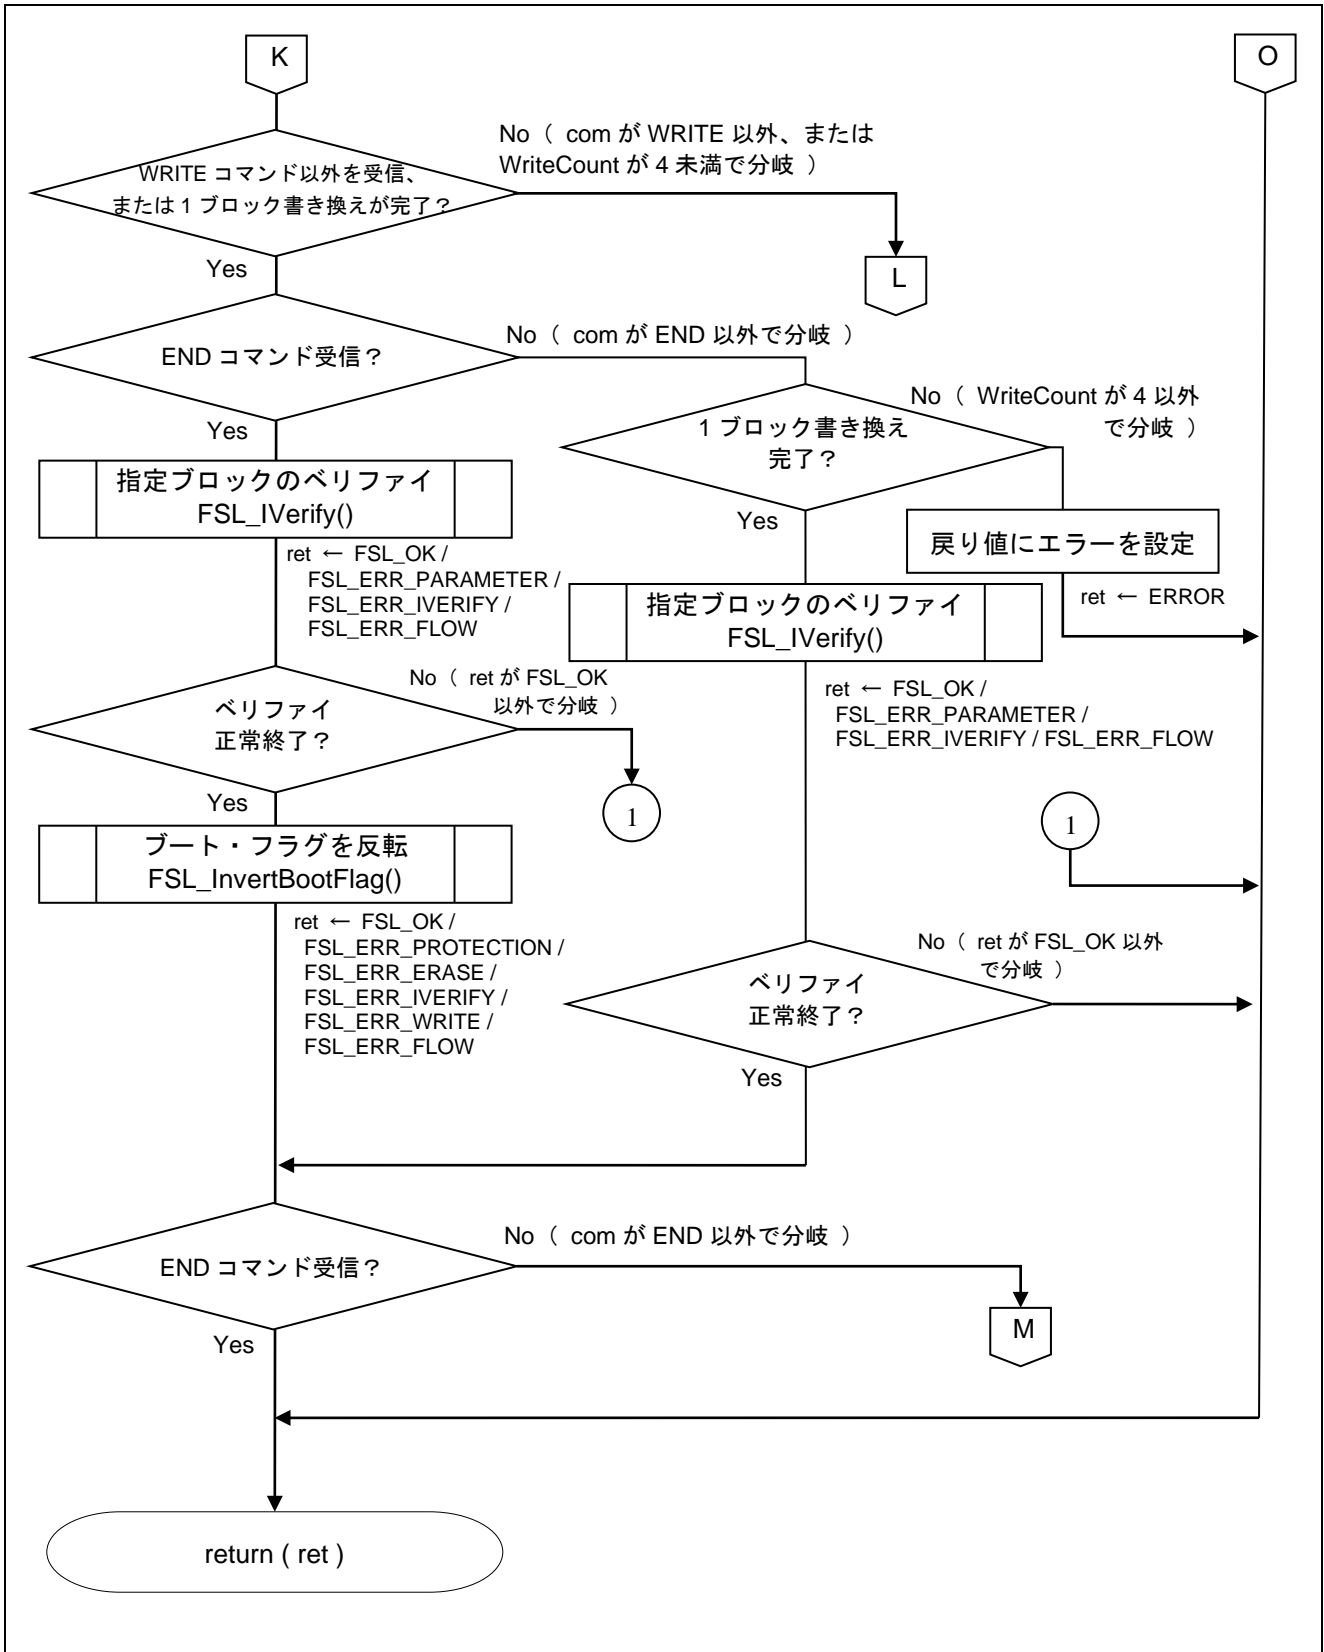 K
O
No （ com が WRITE 以外、または
WriteCount が 4 未満で分岐 ）
WRITE コマンド以外を受信、
または 1 ブロック書き換えが完了？
L
Yes
No （ com が END 以外で分岐 ）
END コマンド受信？
No （ WriteCount が 4 以外
で分岐 ）
Yes
1 ブロック書き換え
完了？
指定ブロックのベリファイ
FSL_IVerify()
Yes
戻り値にエラーを設定
ret ← FSL_OK /
FSL_ERR_PARAMETER /
FSL_ERR_IVERIFY /
FSL_ERR_FLOW
指定ブロックのベリファイ
FSL_IVerify()
ret ← ERROR
No （ ret が FSL_OK
以外で分岐 ）
ret ← FSL_OK /
FSL_ERR_PARAMETER /
FSL_ERR_IVERIFY / FSL_ERR_FLOW
ベリファイ
正常終了？
Yes
1
1
ブート・フラグを反転
FSL_InvertBootFlag()
ret ← FSL_OK /
FSL_ERR_PROTECTION /
FSL_ERR_ERASE /
FSL_ERR_IVERIFY /
FSL_ERR_WRITE /
FSL_ERR_FLOW
No （ ret が FSL_OK 以外
で分岐 ）
ベリファイ
正常終了？
Yes
No （ com が END 以外で分岐 ）
END コマンド受信？
M
Yes
return ( ret )